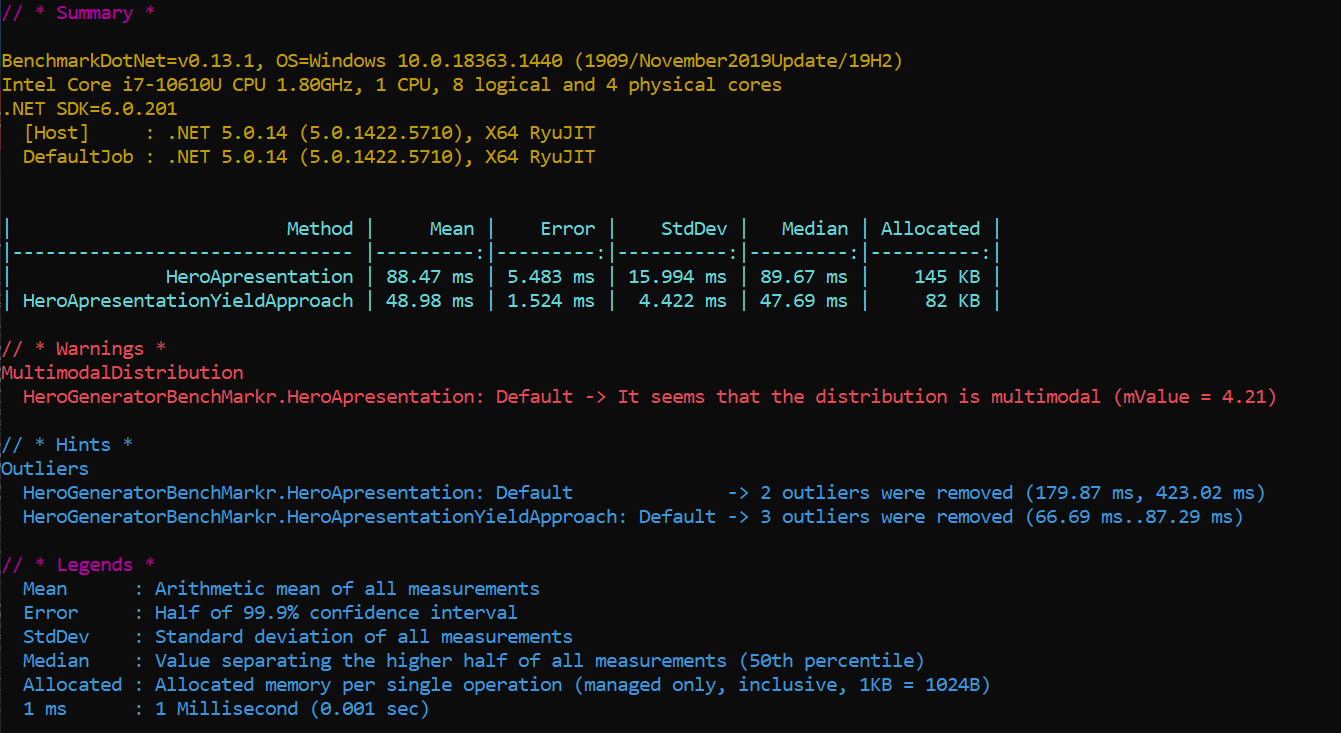 // * Summary *
BenchmarkDotNet=v0.13.1, OS=Windows 10.0.18363.1440 (1909/November2019Update/19H2)
Intel Core i7-10610U CPU 1.80GHz, 1 CPU, 8 logical and 4 physical cores
.NET SDK=6.0.201
  [Host]     : .NET 5.0.14 (5.0.1422.5710), X64 RyuJIT
  DefaultJob : .NET 5.0.14 (5.0.1422.5710), X64 RyuJIT
|                         Method |     Mean |    Error |    StdDev |   Median | Allocated |
|------------------------------- |---------:|---------:|----------:|---------:|----------:|
|              HeroApresentation | 88.47 ms | 5.483 ms | 15.994 ms | 89.67 ms |    145 KB |
| HeroApresentationYieldApproach | 48.98 ms | 1.524 ms |  4.422 ms | 47.69 ms |     82 KB |
// * Warnings *
MultimodalDistribution
  HeroGeneratorBenchMarkr.HeroApresentation: Default -> It seems that the distribution is multimodal (mValue = 4.21)
// * Hints *
Outliers
  HeroGeneratorBenchMarkr.HeroApresentation: Default              -> 2 outliers were removed (179.87 ms, 423.02 ms)
  HeroGeneratorBenchMarkr.HeroApresentationYieldApproach: Default -> 3 outliers were removed (66.69 ms..87.29 ms)
// * Legends *
  Mean      : Arithmetic mean of all measurements
  Error     : Half of 99.9% confidence interval
  StdDev    : Standard deviation of all measurements
  Median    : Value separating the higher half of all measurements (50th percentile)
  Allocated : Allocated memory per single operation (managed only, inclusive, 1KB = 1024B)
  1 ms      : 1 Millisecond (0.001 sec)